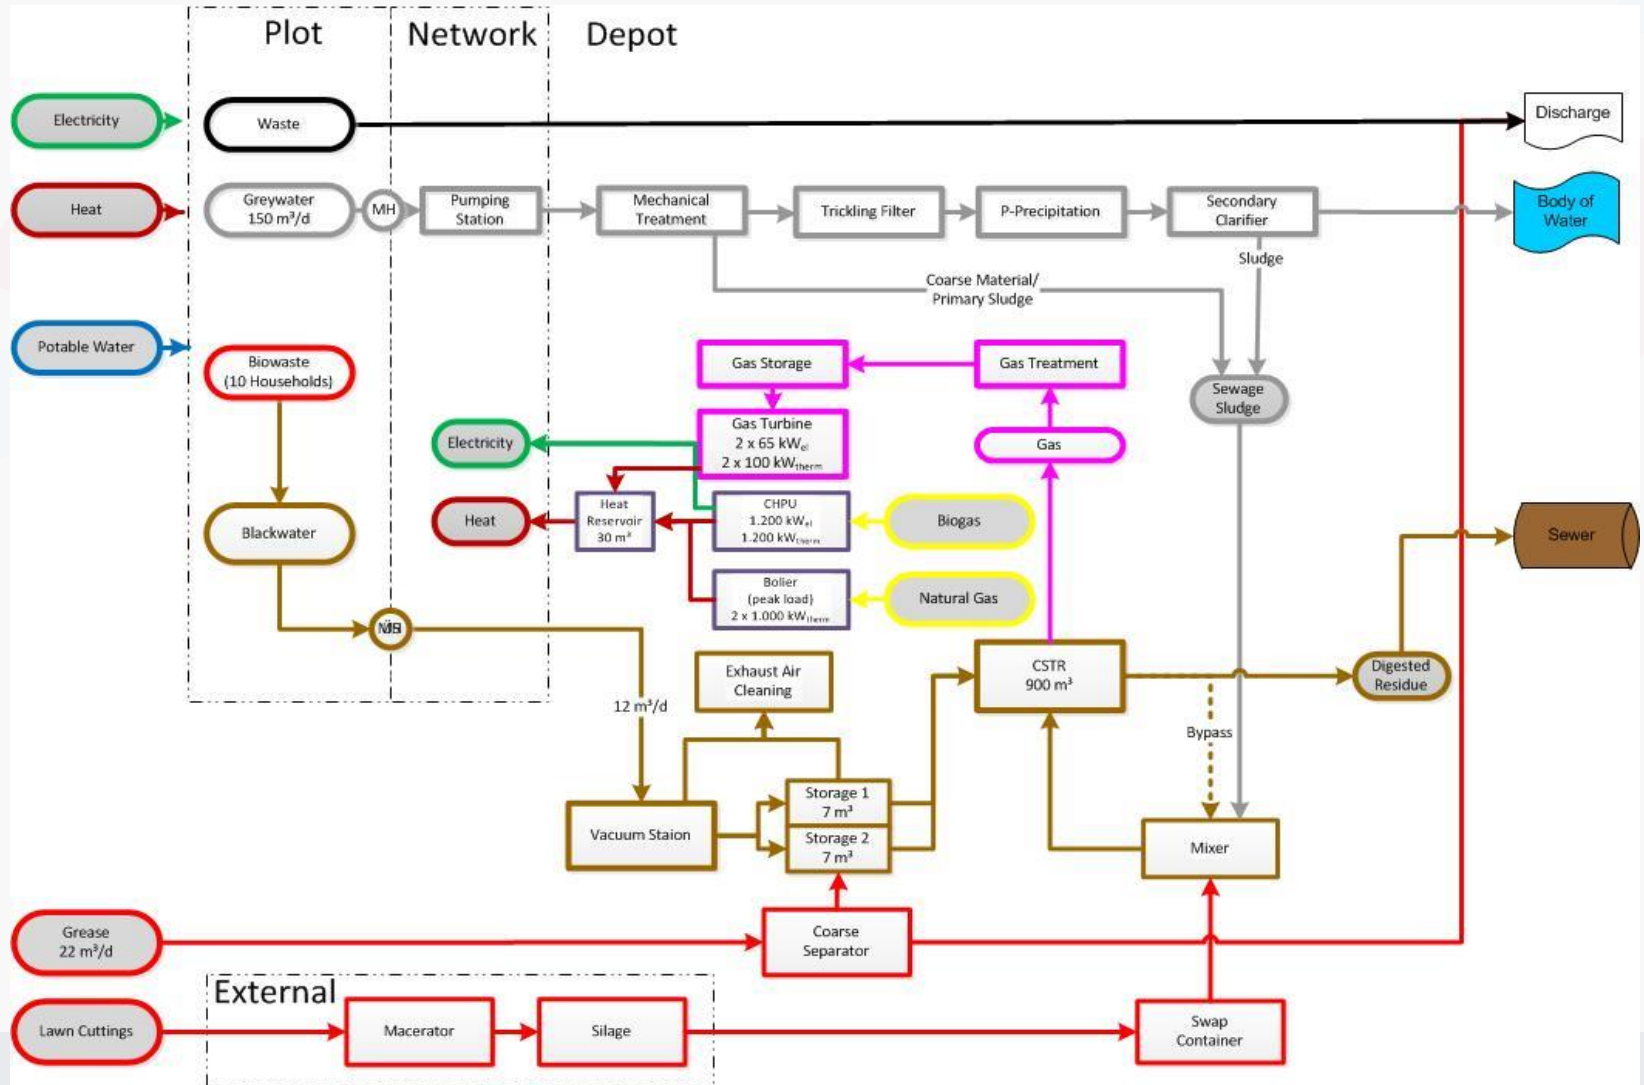 Plot
Network
Depot
Electricity
Waste
Discharge
Heat
Greywater
150 m³/d
MH
Pumping
Station
Mechanical
Treatment
Trickling Filter
P-Precipitation
Secondary
Clarifier
Body of
Water
Sludge
Coarse Material/
Primary Sludge
Potable Water
Biowaste
(10 Households)
Gas Storage
Gas Treatment
Sewage
Sludge
Electricity
Gas Turbine
2 x 65 kWel
2 x 100 kWtherm
Gas
Heat
Heat
Reservoir
30 m³
CHPU
1.200 kWel
1.200 kWtherm
Biogas
Blackwater
Sewer
Bolier
(peak load)
2 x 1.000 kWtherm
Natural Gas
Exhaust Air
Cleaning
CSTR
900 m³
Digested
Residue
12 m³/d
Bypass
Vacuum Staion
Storage 1
7 m³
Storage 2
7 m³
Mixer
Grease
22 m³/d
Coarse
Separator
External
Lawn Cuttings
Macerator
Silage
Swap
Container